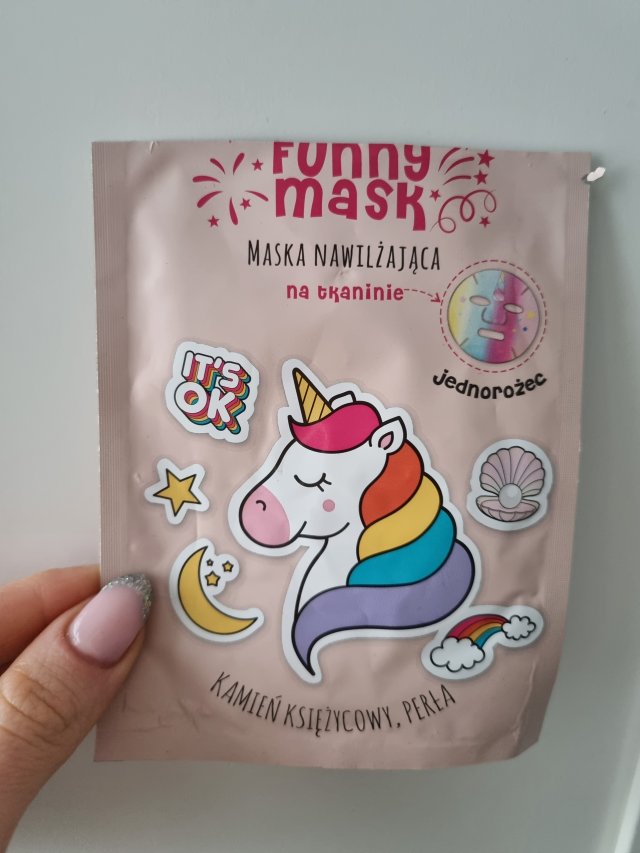 Funny
mask
MASKA NAWILŻAJĄCA
na tkaninie
jednorożec
IT'S
OK
KAMIEŃ KSIĘŻYCOWY, PERŁA